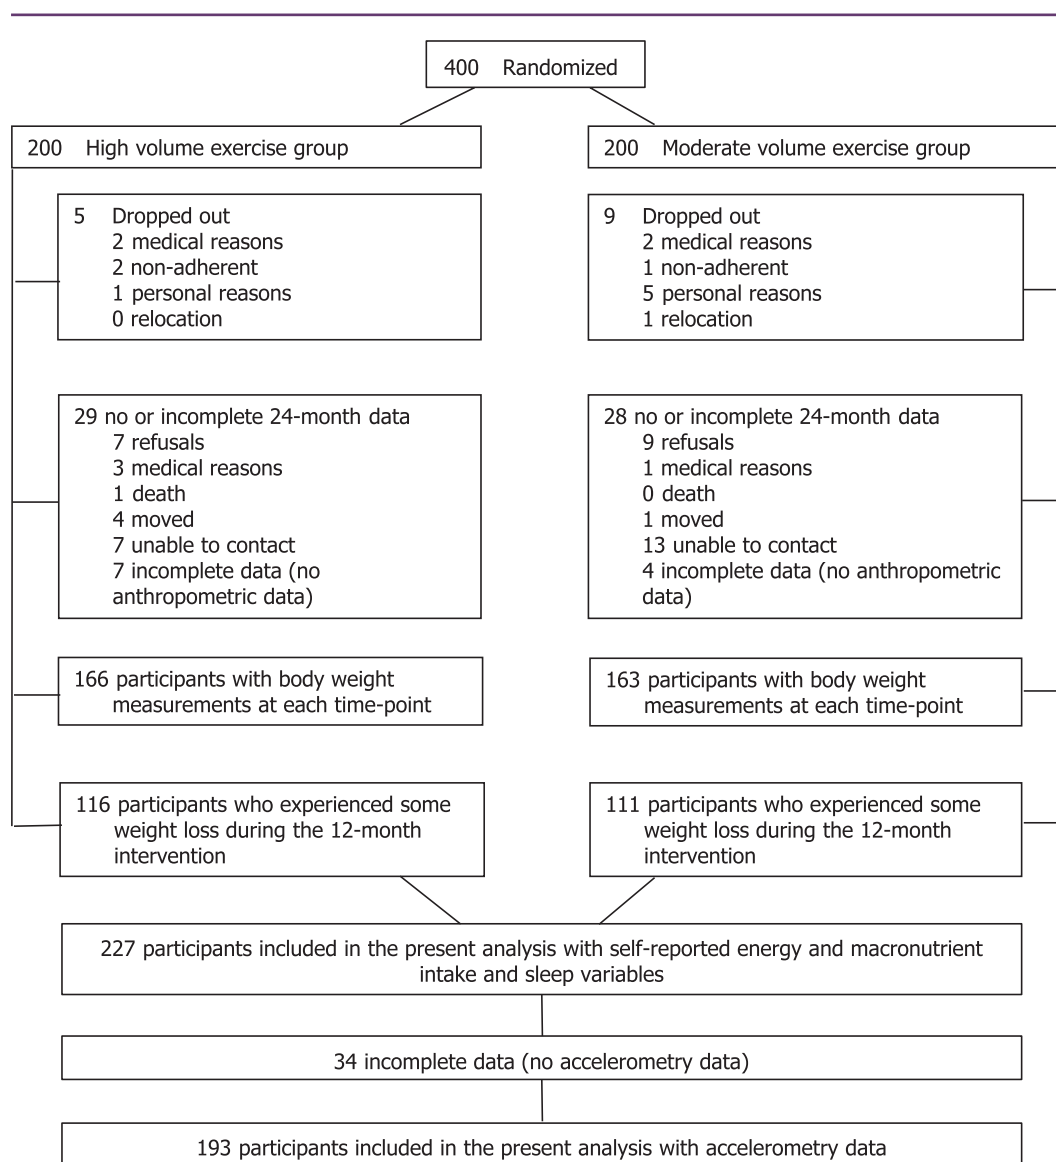 400 Randomized
200 High volume exercise group
200 Moderate volume exercise group
5 Dropped out
2 medical reasons
2 non-adherent
1 personal reasons
0 relocation
9 Dropped out
2 medical reasons
1 non-adherent
5 personal reasons
1 relocation
29 no or incomplete 24-month data
7 refusals
3 medical reasons
1 death
4 moved
7 unable to contact
7 incomplete data (no
anthropometric data)
28 no or incomplete 24-month data
9 refusals
1 medical reasons
0 death
1 moved
13 unable to contact
4 incomplete data (no anthropometric
data)
166 participants with body weight
measurements at each time-point
163 participants with body weight
measurements at each time-point
116 participants who experienced some
weight loss during the 12-month
intervention
111 participants who experienced some
weight loss during the 12-month
intervention
227 participants included in the present analysis with self-reported energy and macronutrient
intake and sleep variables
34 incomplete data (no accelerometry data)
193 participants included in the present analysis with accelerometry data